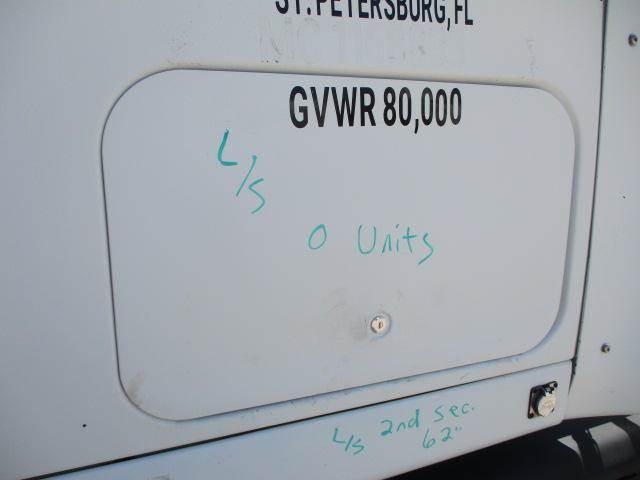 ST. PETERSBURG, FL
GVWR 80,000
L/S
0 Units
L/S 2nd Sec.
62"